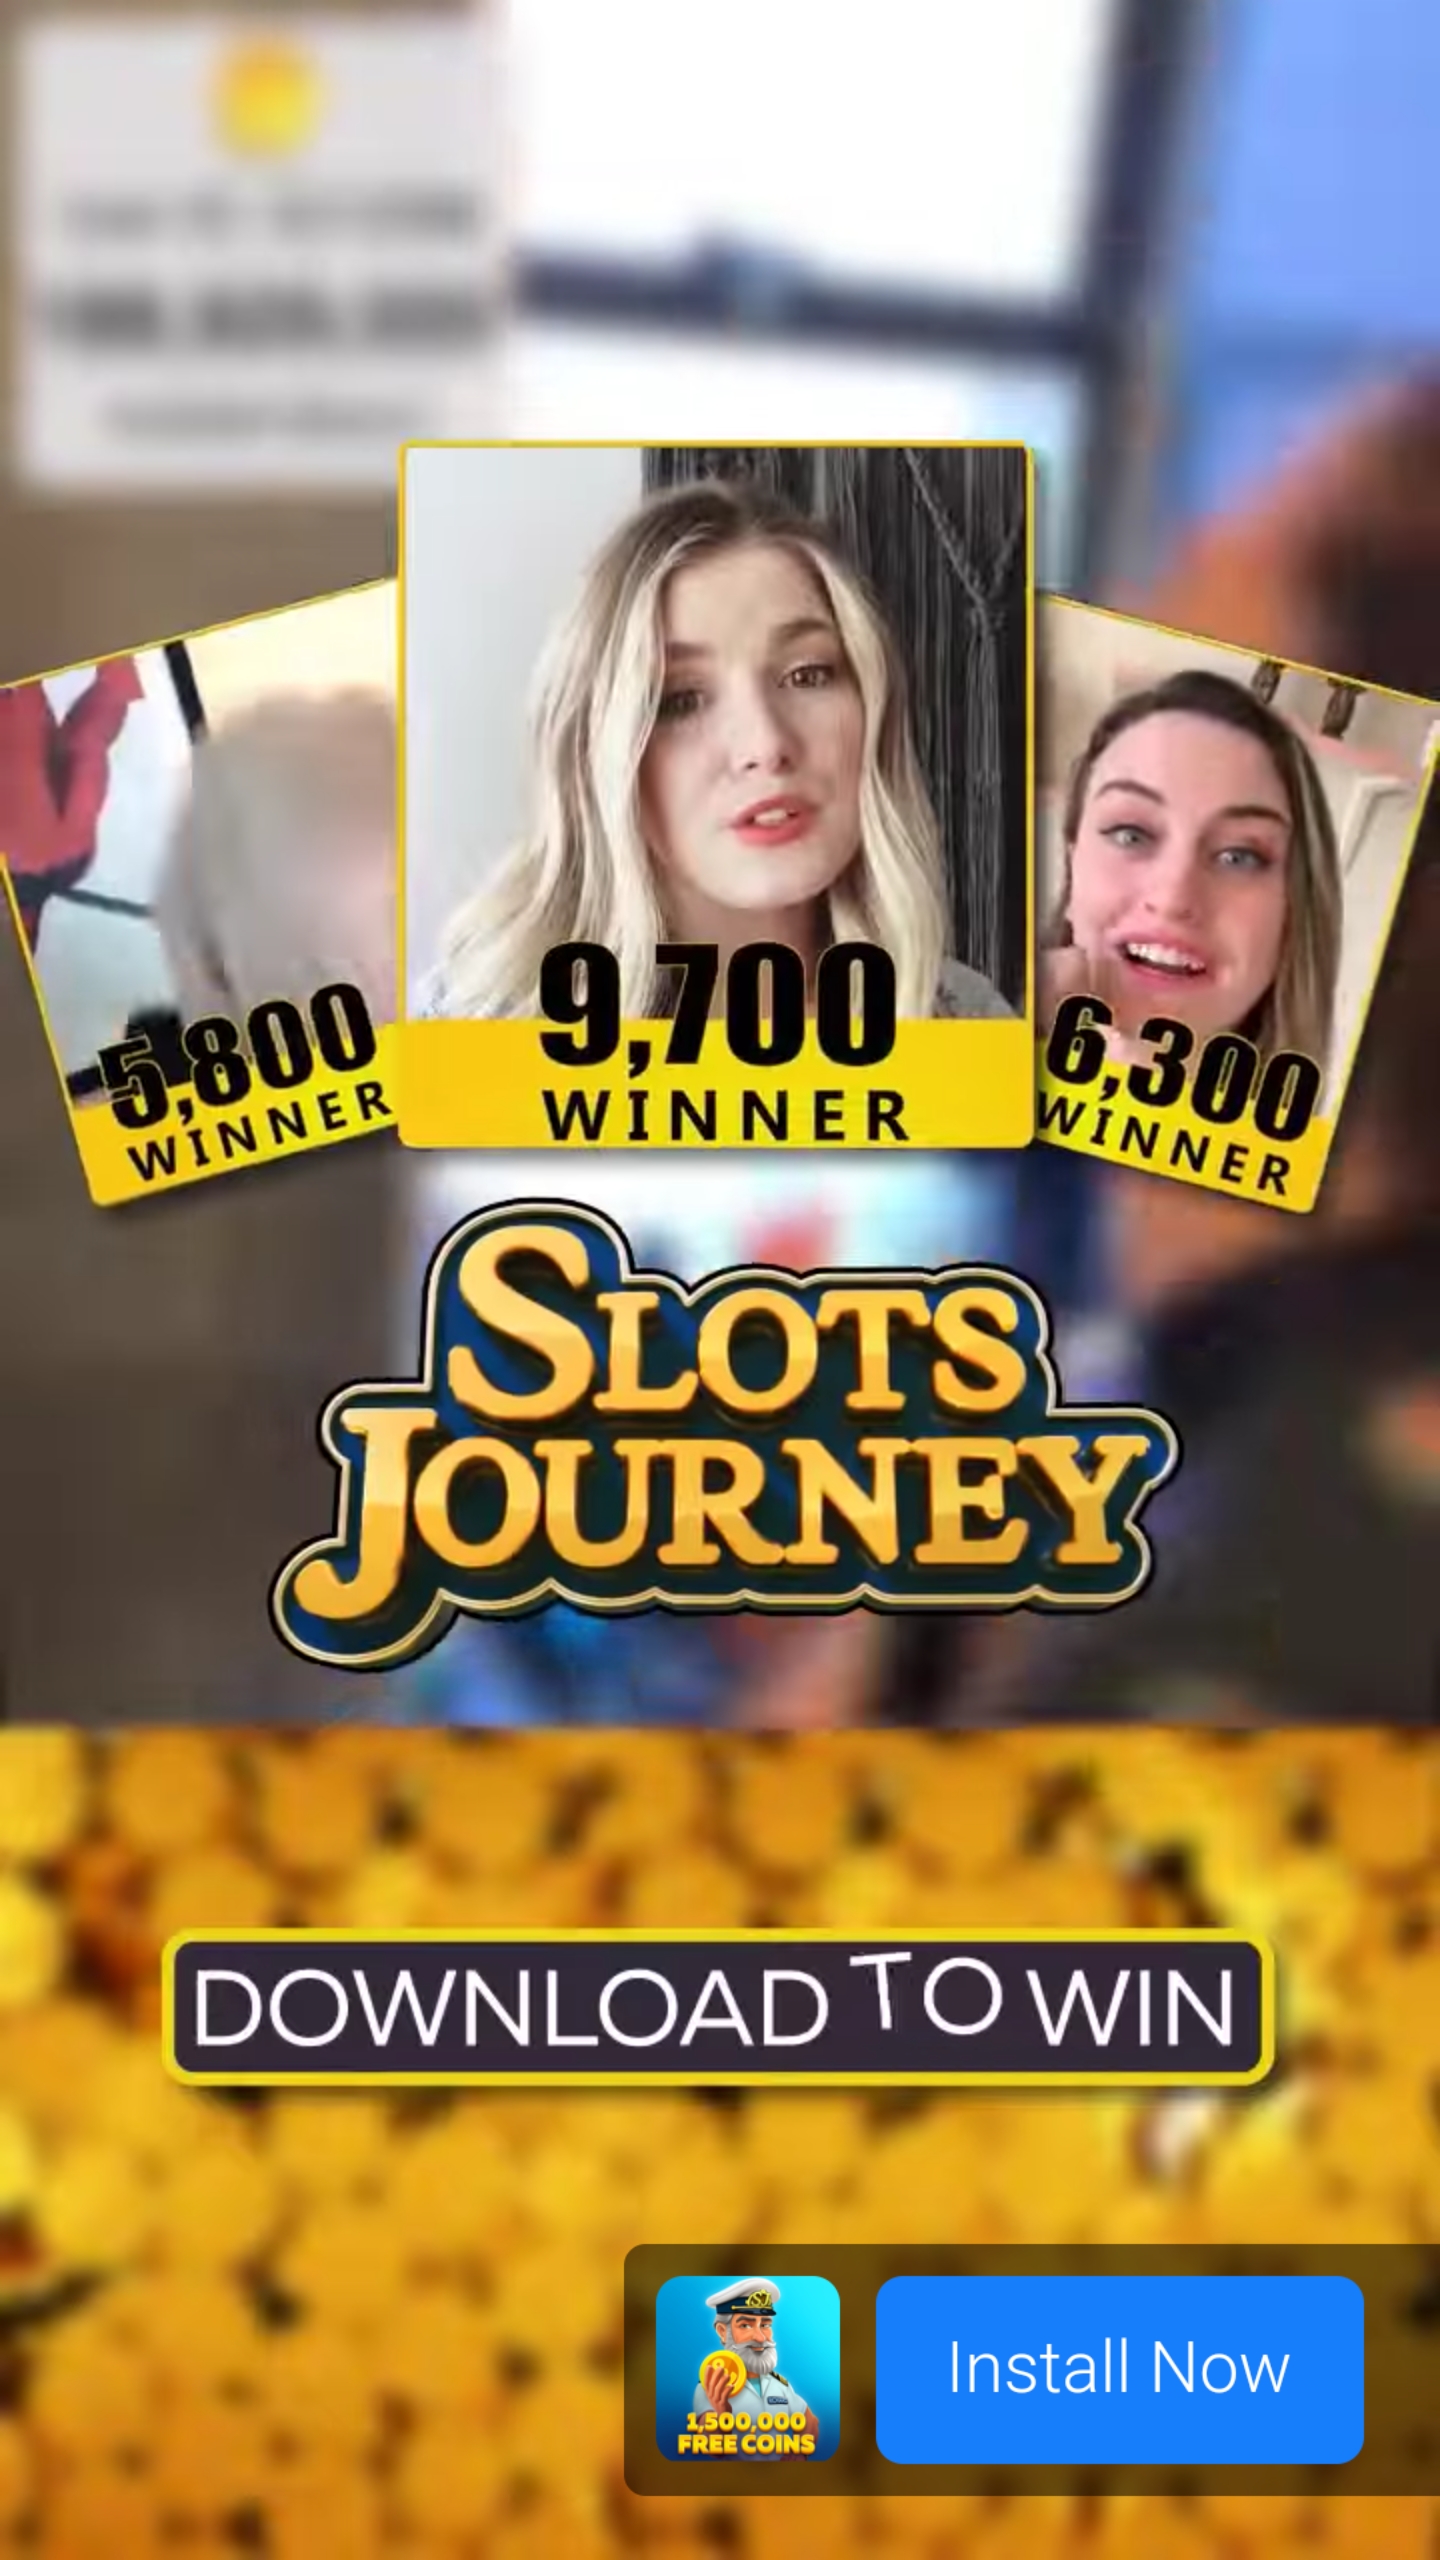 5,800
WINNER
9,700
WINNER
6,300
WINNER
SLOTS
JOURNEY
DOWNLOAD TO WIN
SJ
1,500,000
FREE COINS
Install Now